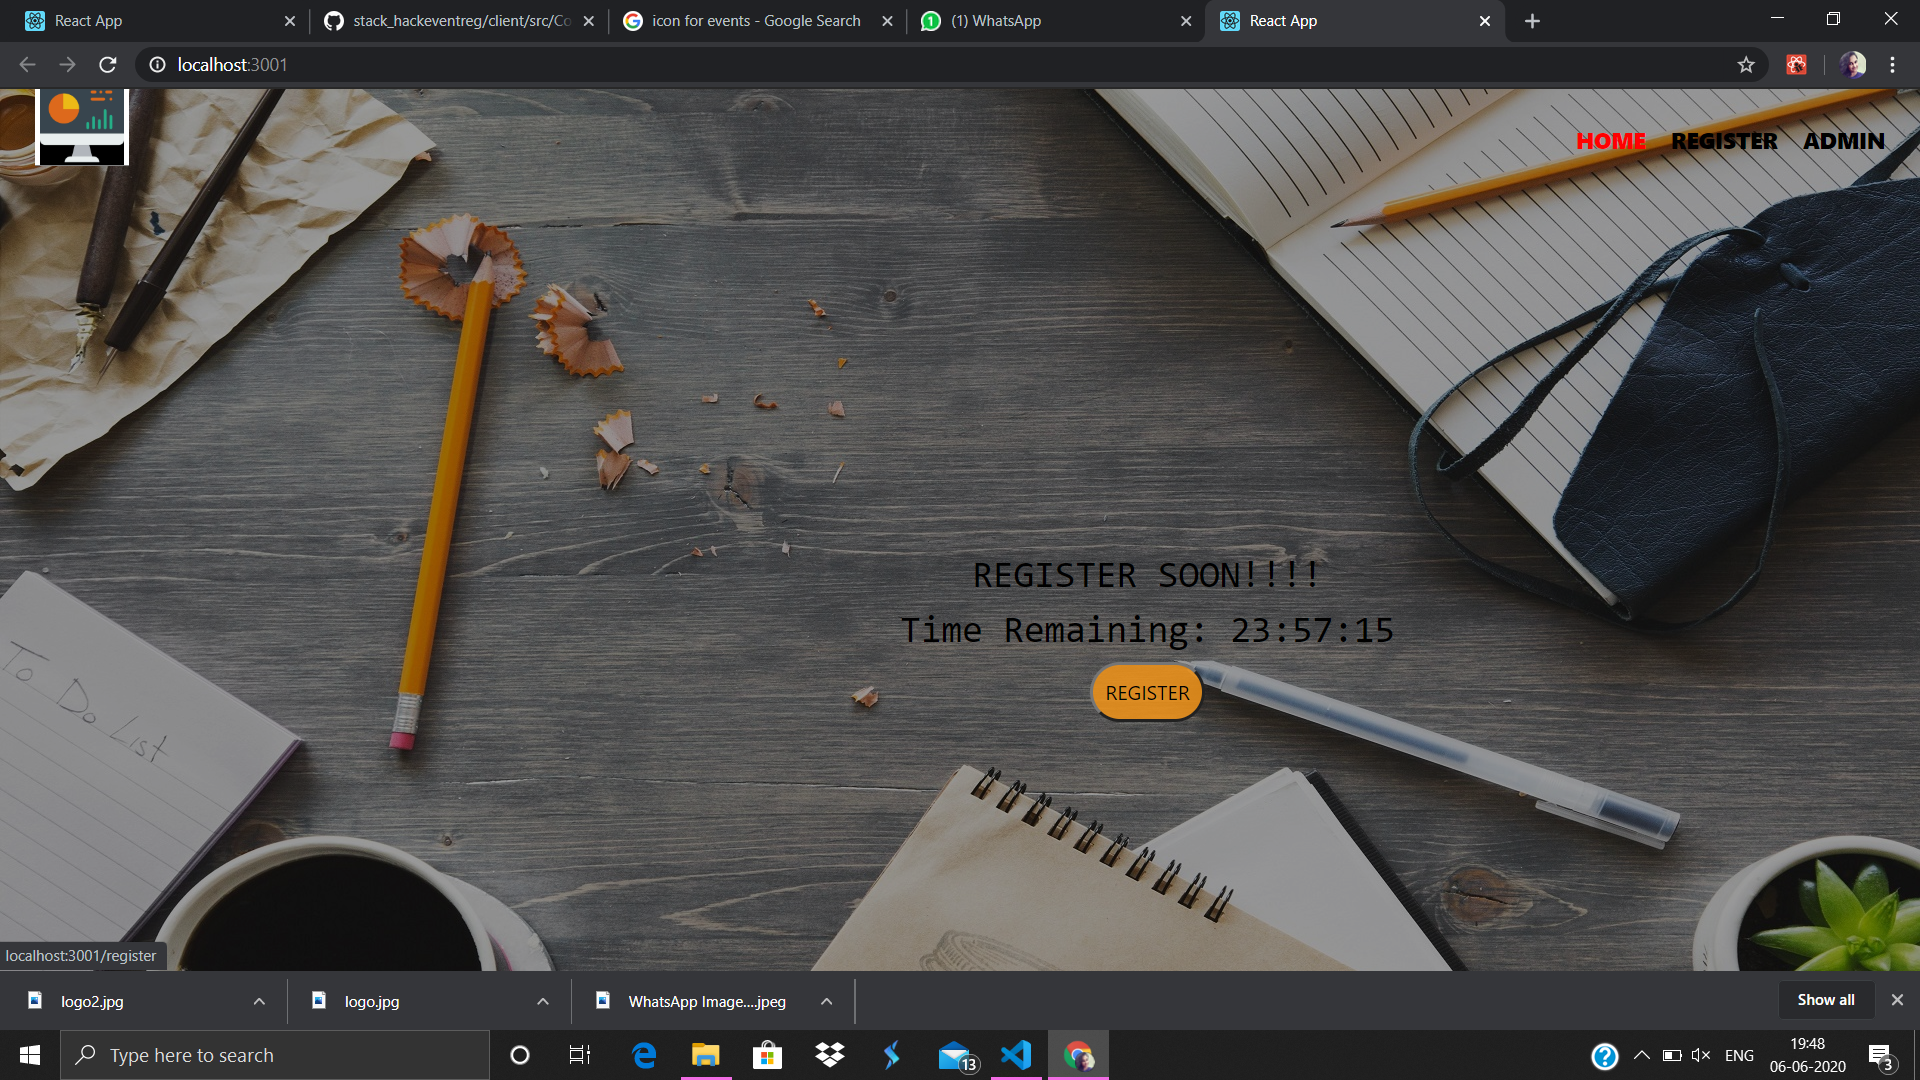 React App
stack_hackeventreg/client/src/Co
icon for events - Google Search
(1) WhatsApp
React App
localhost:3001
HOME REGISTER ADMIN
REGISTER SOON!!!!
Time Remaining: 23:57:15
REGISTER
To Do List
localhost:3001/register
logo2.jpg
logo.jpg
WhatsApp Image....jpeg
Show all
Type here to search
13
ENG
19:48
06-06-2020
3